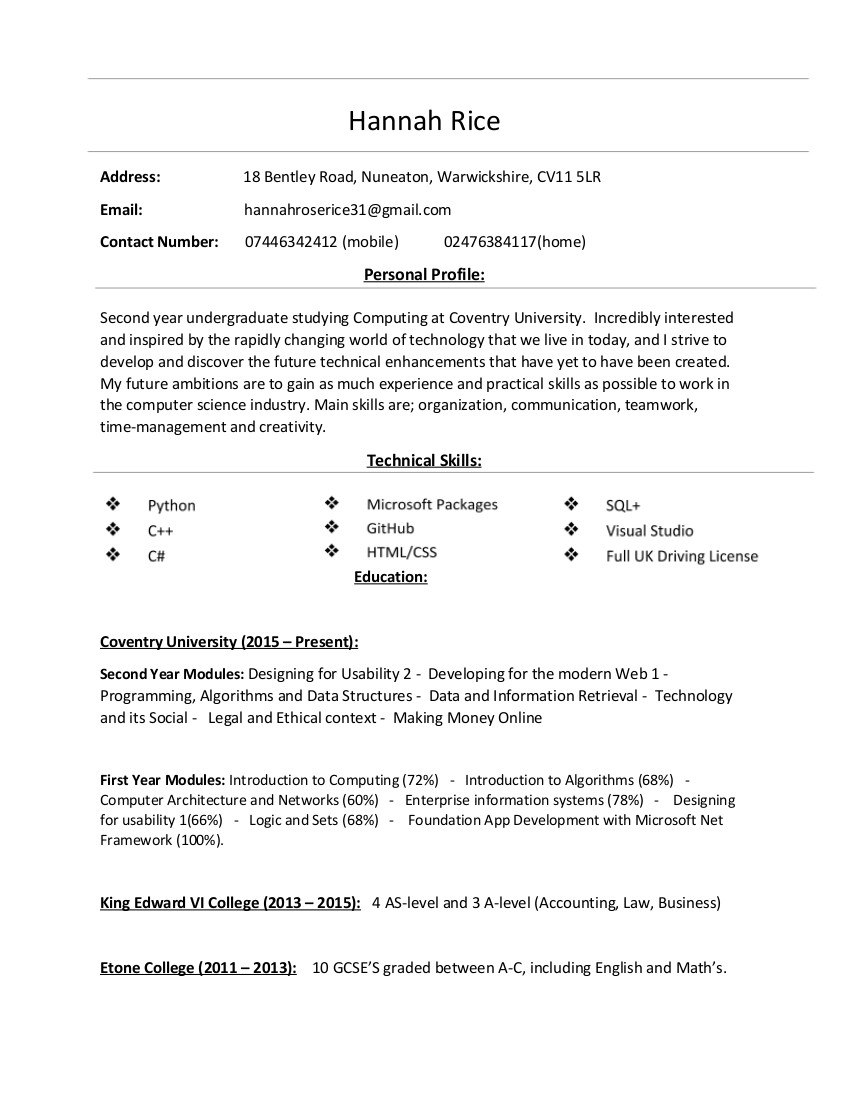 Hannah Rice
Address: 18 Bentley Road, Nuneaton, Warwickshire, CV11 5LR
Email: hannahroserice31@gmail.com
Contact Number: 07446342412 (mobile) 02476384117(home)
Personal Profile:
Second year undergraduate studying Computing at Coventry University. Incredibly interested
and inspired by the rapidly changing world of technology that we live in today, and I strive to
develop and discover the future technical enhancements that have yet to have been created.
My future ambitions are to gain as much experience and practical skills as possible to work in
the computer science industry. Main skills are; organization, communication, teamwork,
time-management and creativity.
Technical Skills:
❖ Python ❖ Microsoft Packages ❖ SQL+
❖ C++ ❖ GitHub ❖ Visual Studio
❖ C# ❖ HTML/CSS ❖ Full UK Driving License
Education:
Coventry University (2015 – Present):
Second Year Modules: Designing for Usability 2 - Developing for the modern Web 1 -
Programming, Algorithms and Data Structures - Data and Information Retrieval - Technology
and its Social - Legal and Ethical context - Making Money Online
First Year Modules: Introduction to Computing (72%) - Introduction to Algorithms (68%) -
Computer Architecture and Networks (60%) - Enterprise information systems (78%) - Designing
for usability 1(66%) - Logic and Sets (68%) - Foundation App Development with Microsoft Net
Framework (100%).
King Edward VI College (2013 – 2015): 4 AS-level and 3 A-level (Accounting, Law, Business)
Etone College (2011 – 2013): 10 GCSE’S graded between A-C, including English and Math’s.